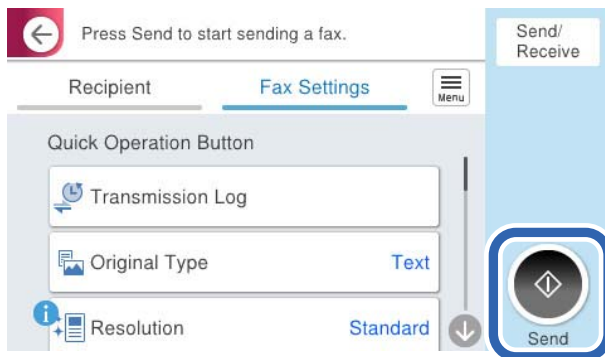 Press Send to start sending a fax.
Send/
Receive
Recipient
Fax Settings
Menu
Quick Operation Button
Transmission Log
Original Type
Text
i
Resolution
Standard
Send